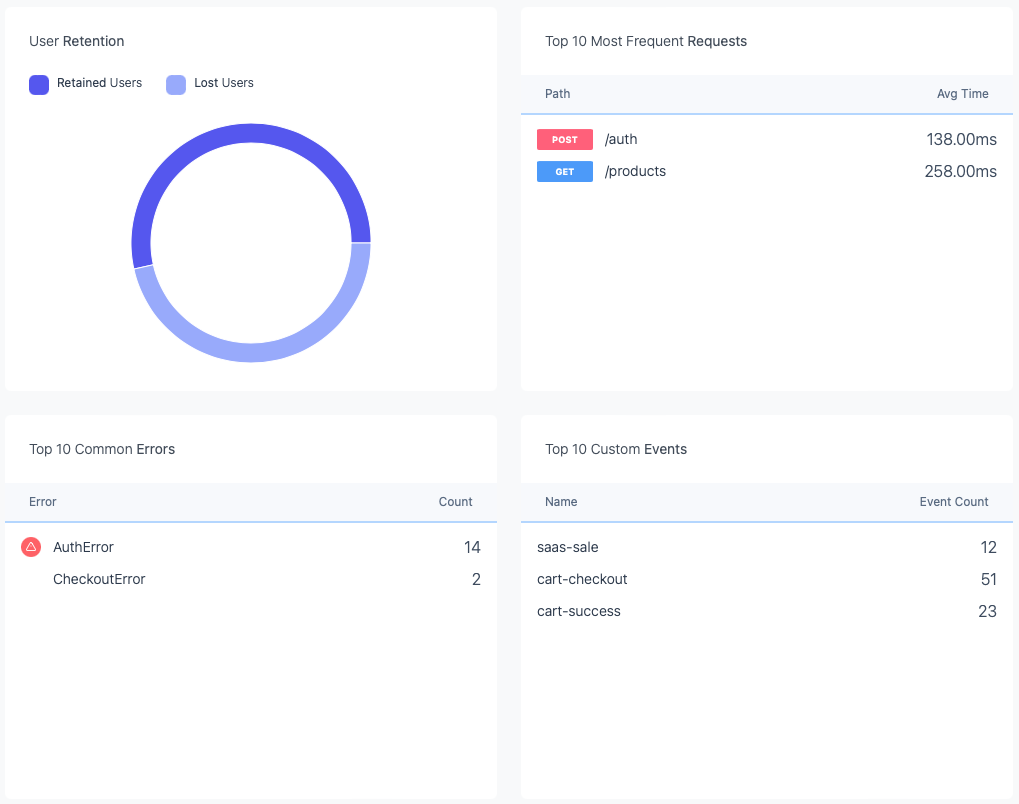 User Retention
Retained Users
Lost Users
Top 10 Most Frequent Requests
Path Avg Time
POST /auth 138.00ms
GET /products 258.00ms
Top 10 Common Errors
Error Count
AuthError 14
CheckoutError 2
Top 10 Custom Events
Name Event Count
saas-sale 12
cart-checkout 51
cart-success 23